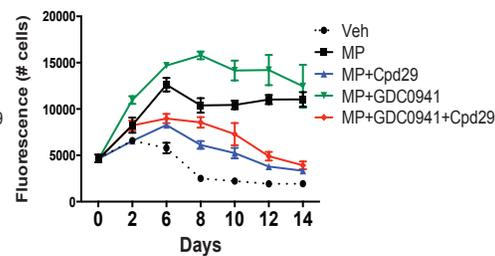 Fluorescence (# cells)
20000
15000
10000
5000
0
0 2 6 8 10 12 14
Days
Veh
MP
MP+Cpd29
MP+GDC0941
MP+GDC0941+Cpd29